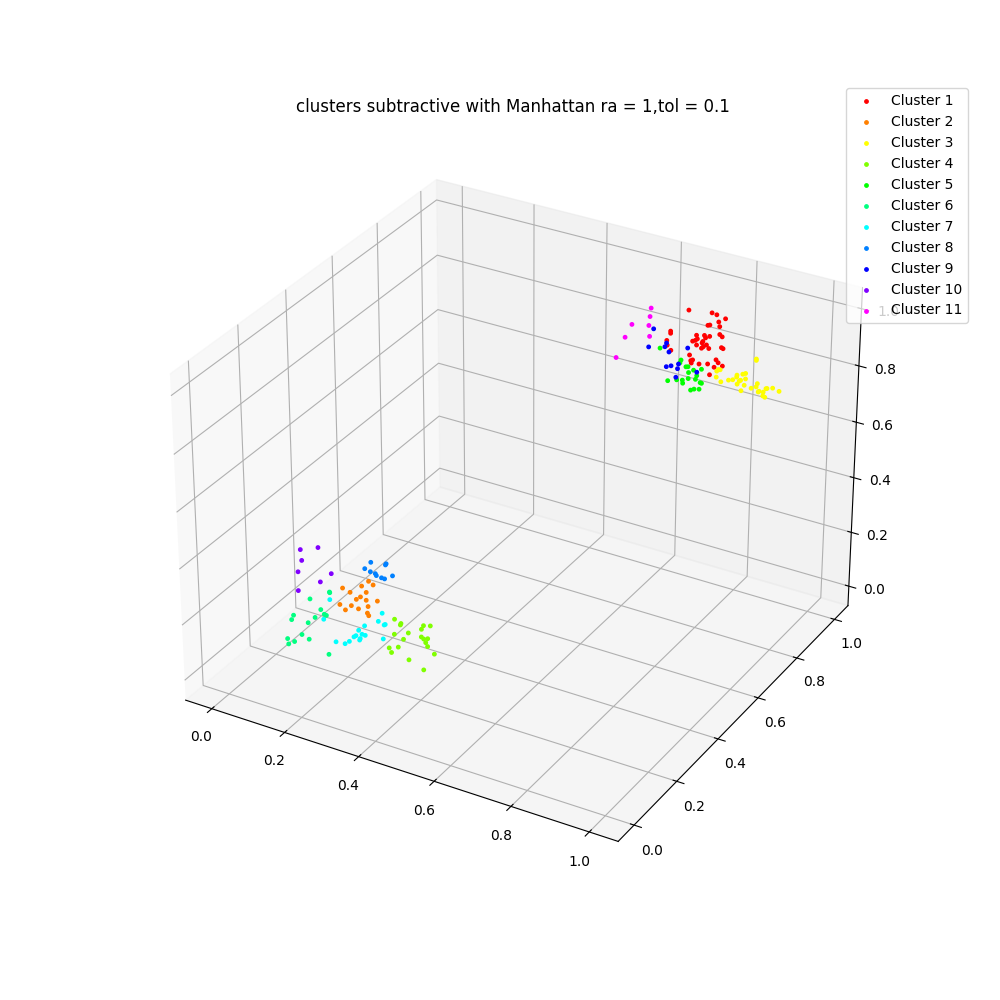 clusters subtractive with Manhattan ra = 1,tol = 0.1
Cluster 1
Cluster 2
Cluster 3
Cluster 4
Cluster 5
Cluster 6
Cluster 7
Cluster 8
Cluster 9
Cluster 10
Cluster 11
0.8
0.6
0.4
0.2
0.0
1.0
0.8
0.6
0.4
0.2
0.0
0.0
0.2
0.4
0.6
0.8
1.0